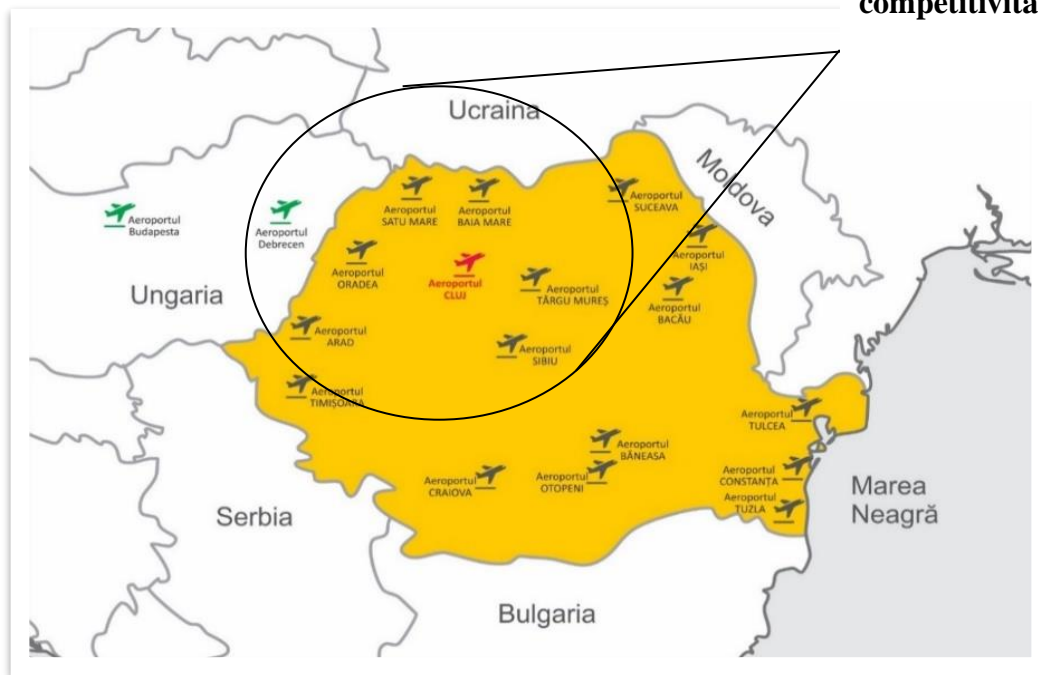 competitivita
Ucraina
Moldova
Aeroportul
SUCEAVA
Aeroportul
SATU MARE
Aeroportul
BAIA MARE
Aeroportul
Budapesta
Aeroportul
Debrecen
Aeroportul
IAȘI
Aeroportul
ORADEA
Aeroportul
CLUJ
Aeroportul
TÂRGU MUREȘ
Ungaria
Aeroportul
BACĂU
Aeroportul
ARAD
Aeroportul
SIBIU
Aeroportul
TIMIȘOARA
Aeroportul
TULCEA
Aeroportul
BĂNEASA
Aeroportul
CRAIOVA
Aeroportul
OTOPENI
Aeroportul
CONSTANȚA
Aeroportul
TUZLA
Marea
Neagră
Serbia
Bulgaria